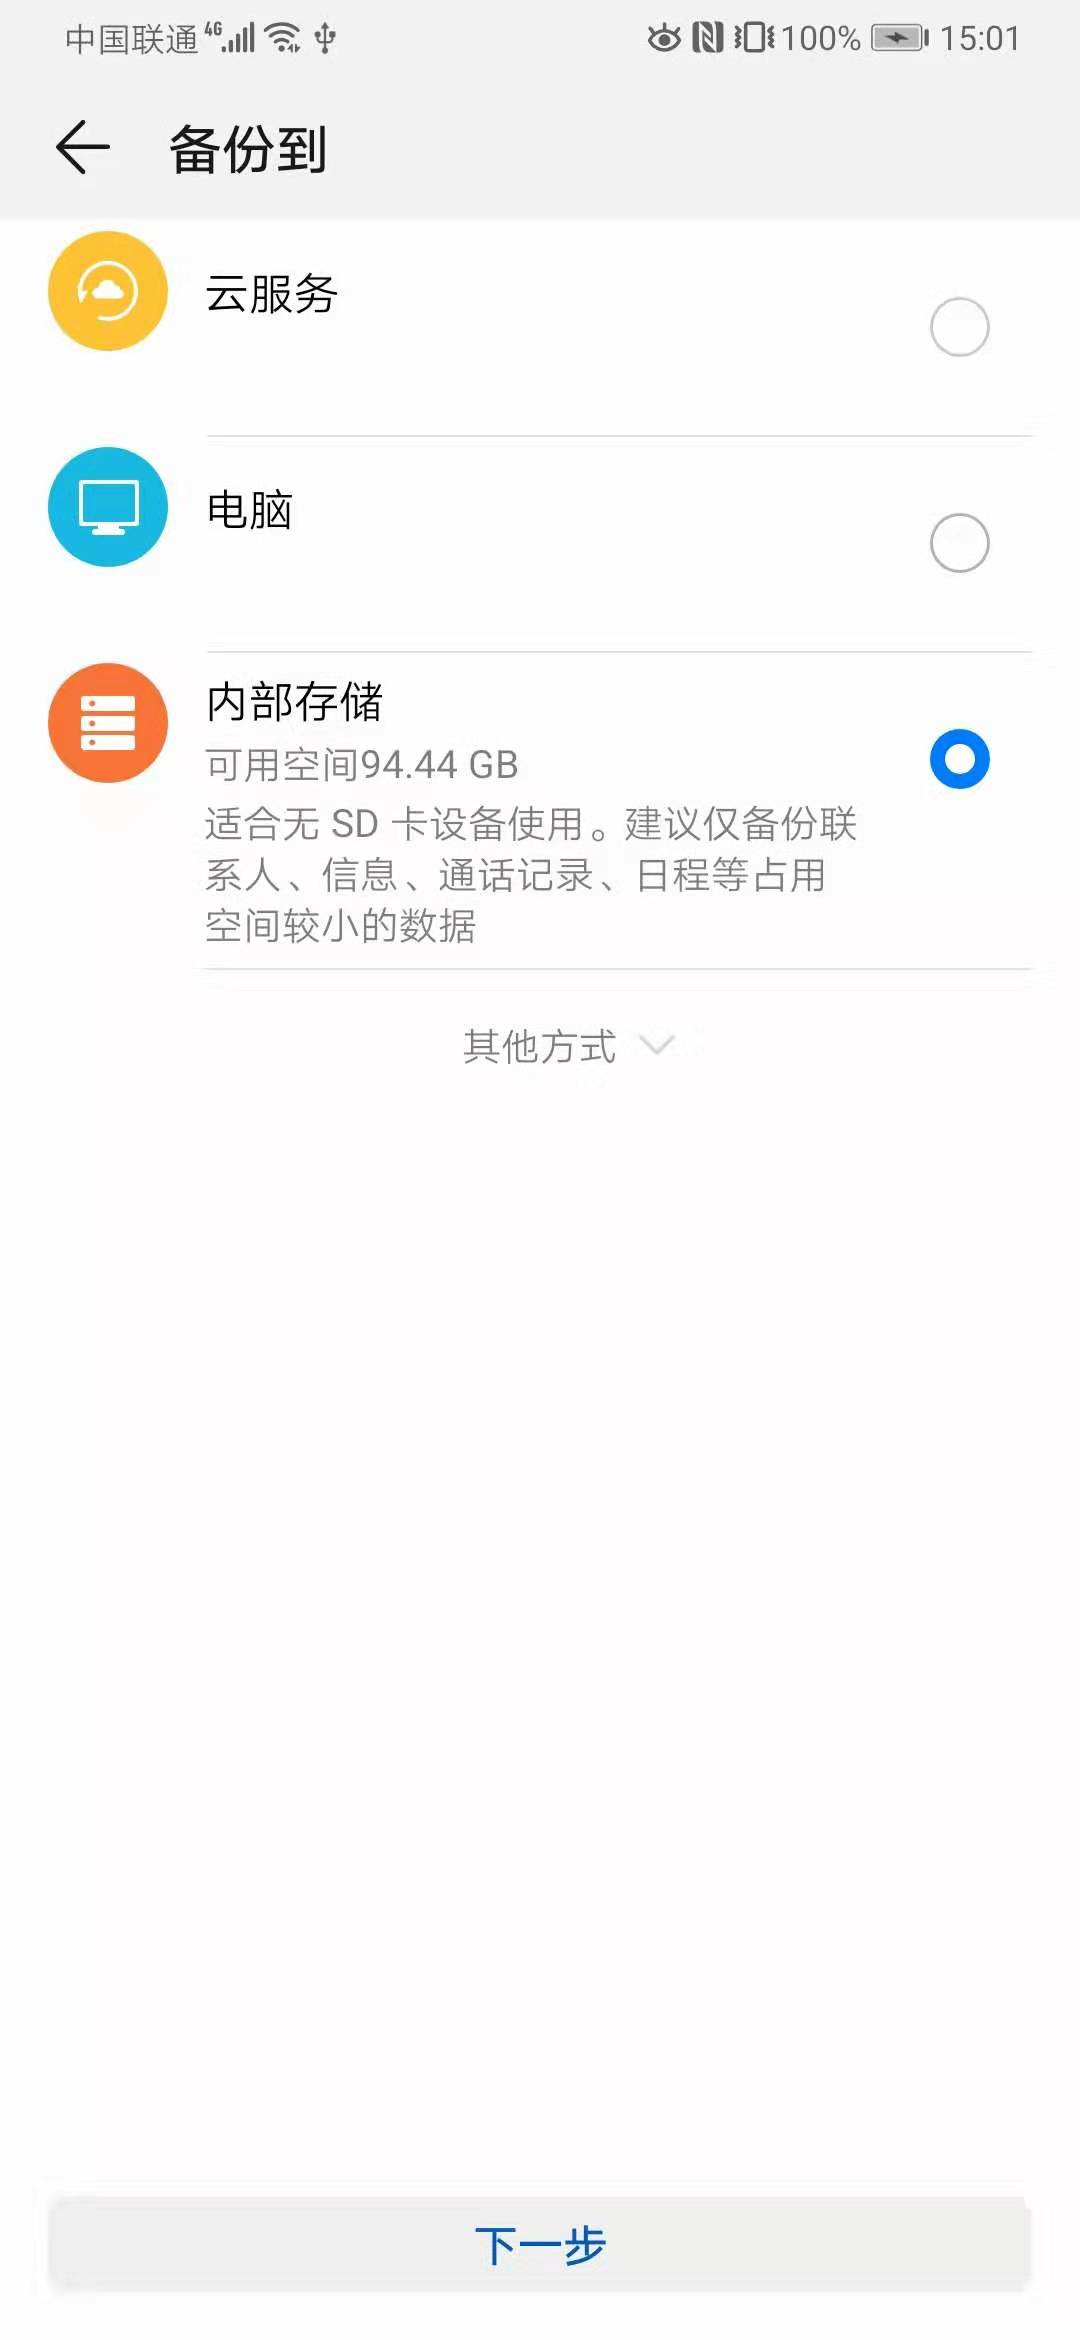 中国联通 4G 100% 15:01
备份到
云服务
电脑
内部存储
可用空间94.44 GB
适合无 SD 卡设备使用。建议仅备份联
系人、信息、通话记录、日程等占用
空间较小的数据
其他方式
下一步